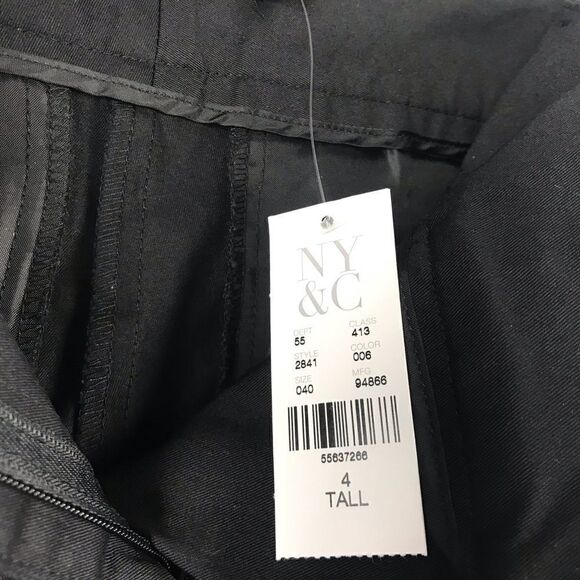 NY
&C
DEPT CLASS
55 413
STYLE COLOR
2841 006
SIZE MFG
040 94866
55637266
4
TALL